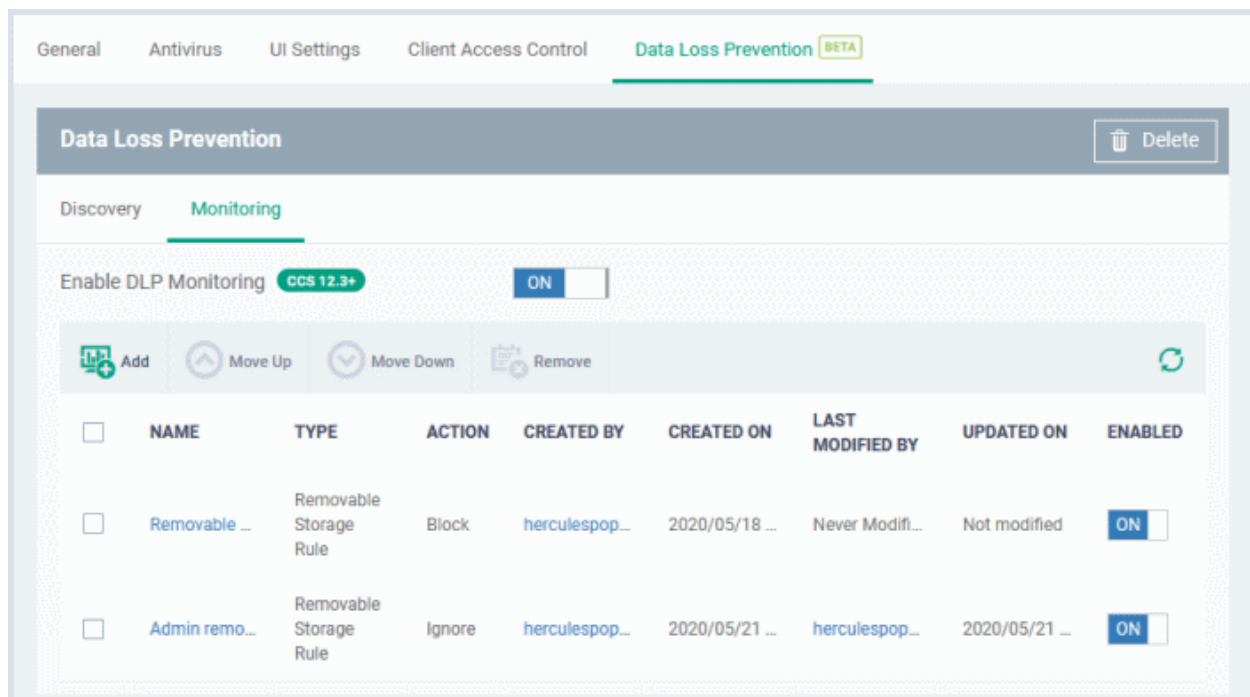 General Antivirus UI Settings Client Access Control Data Loss Prevention BETA
Data Loss Prevention Delete
Discovery Monitoring
Enable DLP Monitoring CCS 12.3+ ON
Add Move Up Move Down Remove
NAME TYPE ACTION CREATED BY CREATED ON LAST MODIFIED BY UPDATED ON ENABLED
Removable ... Removable Storage Rule Block herculespop... 2020/05/18 ... Never Modifi... Not modified ON
Admin remo... Removable Storage Rule Ignore herculespop... 2020/05/21 ... herculespop... 2020/05/21 ... ON